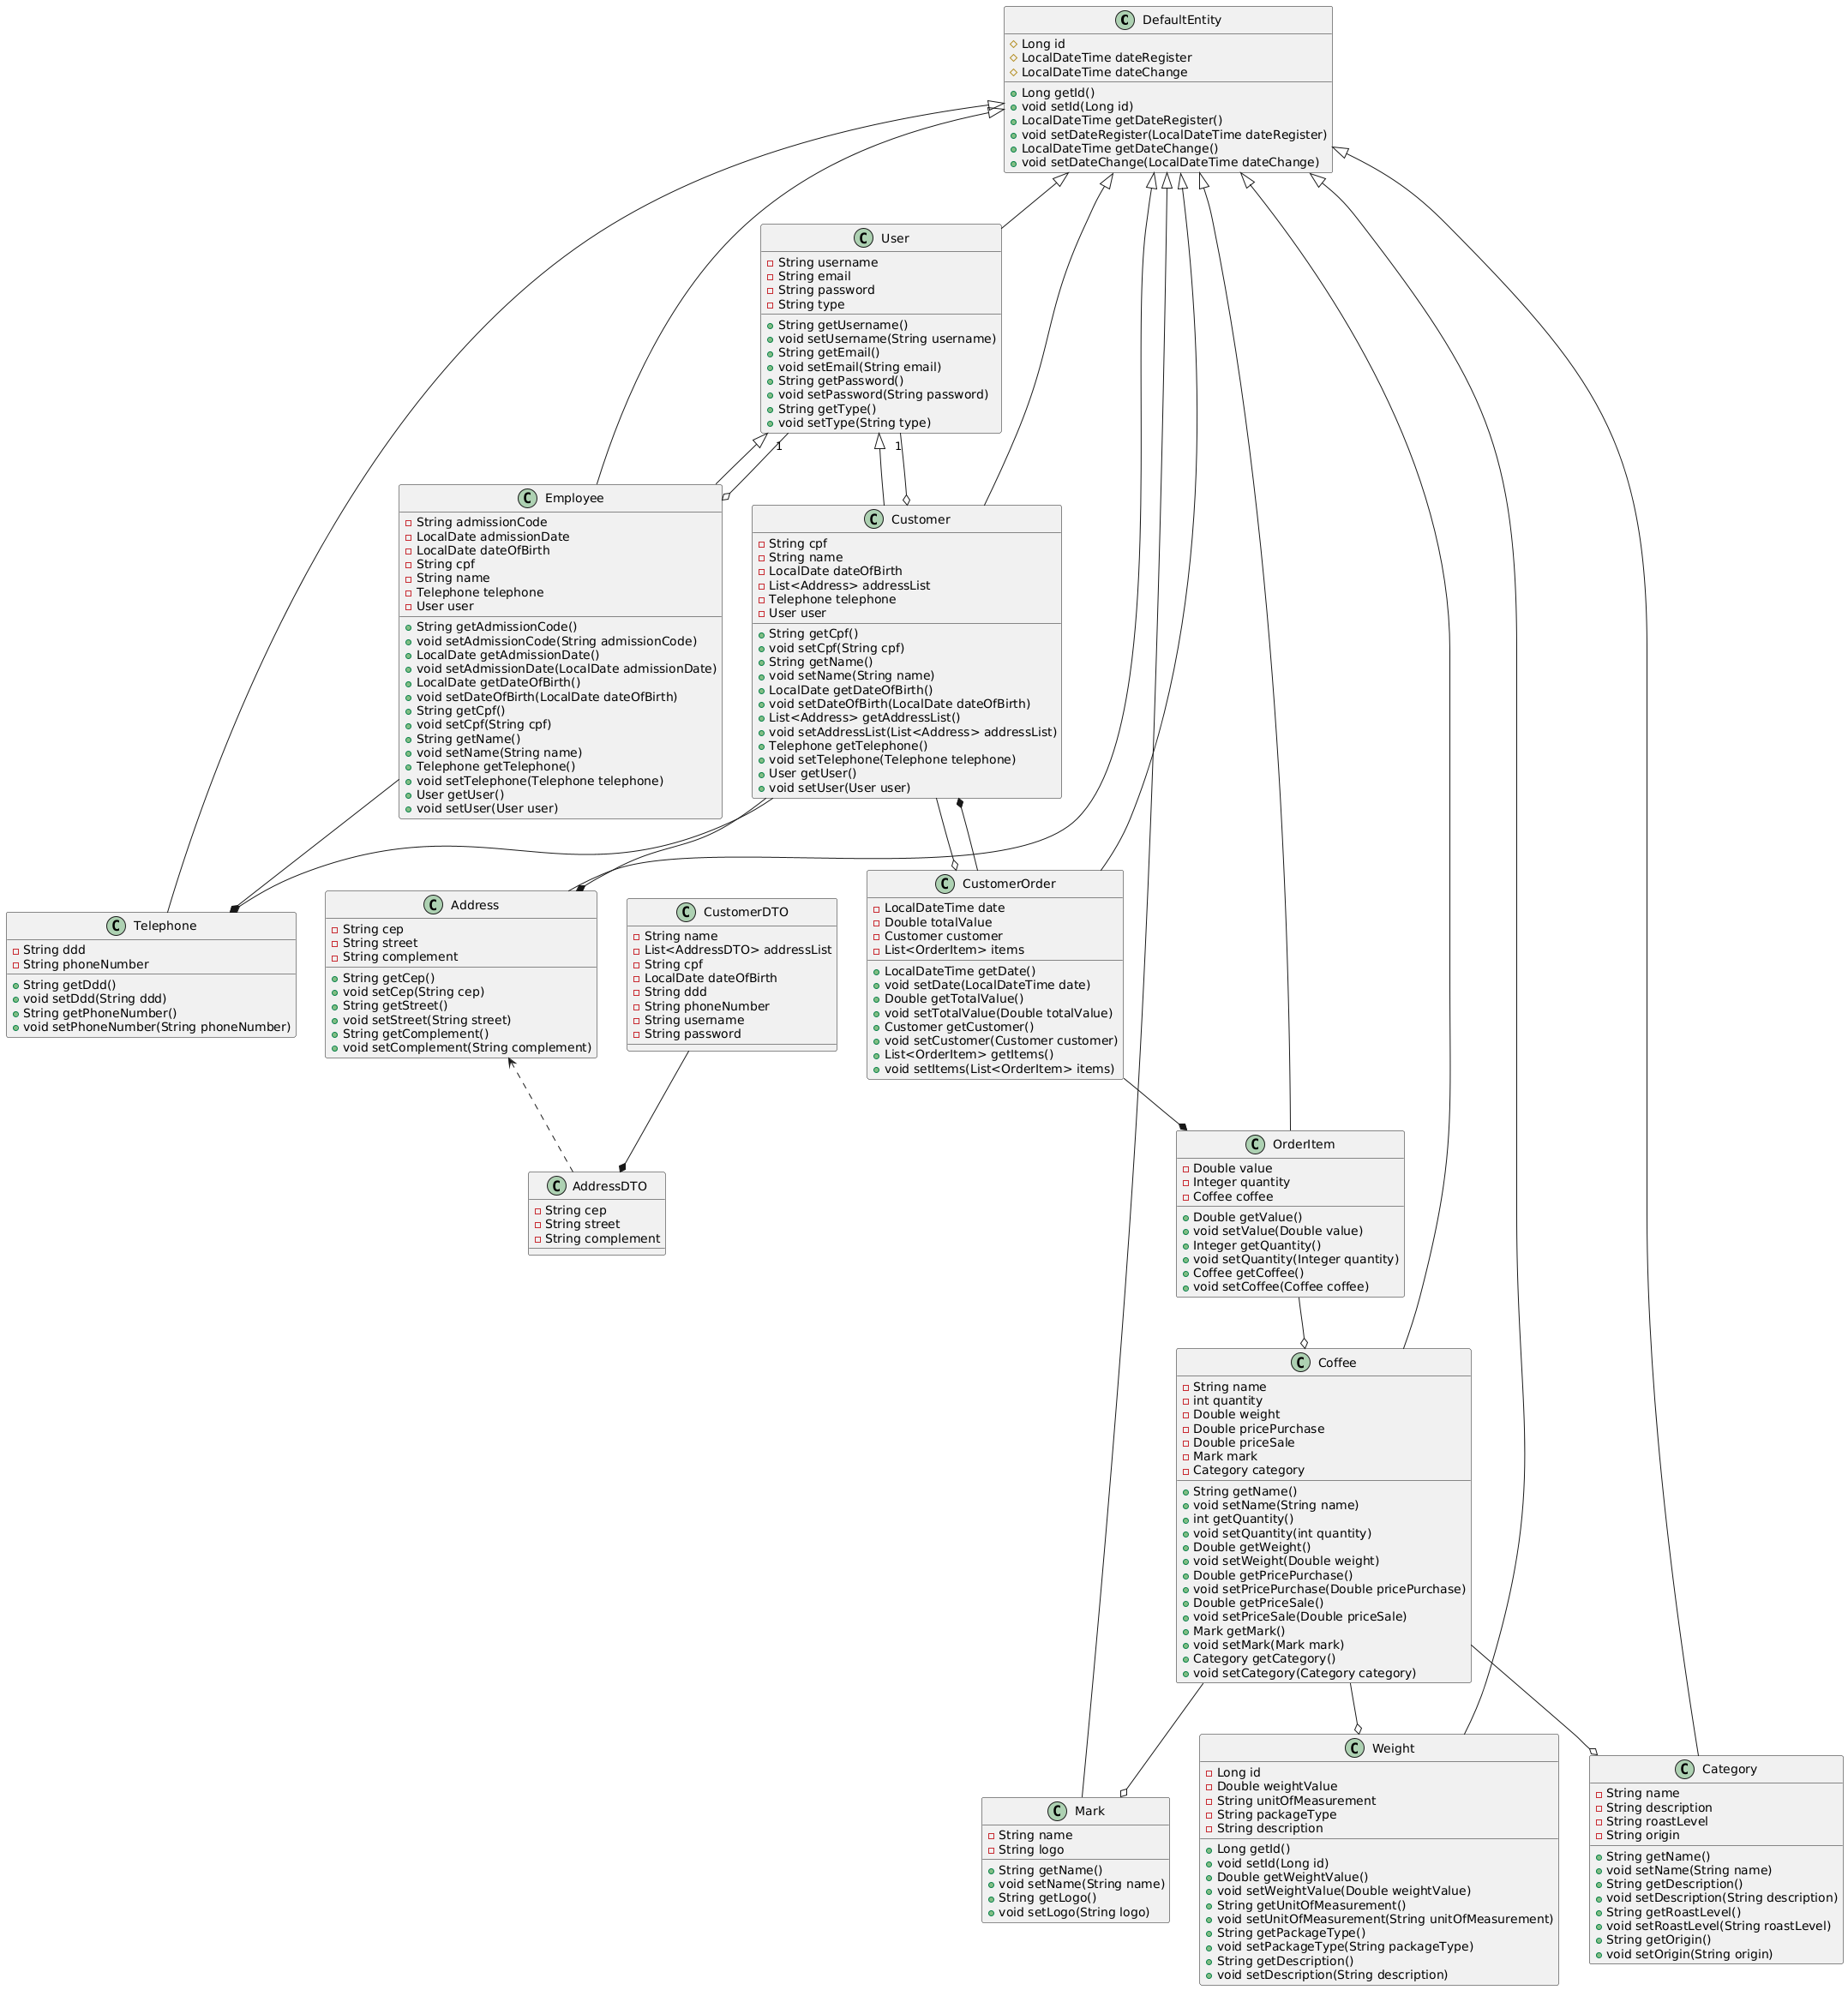 DefaultEntity
Long id
LocalDateTime dateRegister
LocalDateTime dateChange
Long getId()
void setId(Long id)
LocalDateTime getDateRegister()
void setDateRegister(LocalDateTime dateRegister)
LocalDateTime getDateChange()
void setDateChange(LocalDateTime dateChange)
User
String username
String email
String password
String type
String getUsername()
void setUsername(String username)
String getEmail()
void setEmail(String email)
String getPassword()
void setPassword(String password)
String getType()
void setType(String type)
1
1
Employee
String admissionCode
LocalDate admissionDate
LocalDate dateOfBirth
String cpf
String name
Telephone telephone
User user
String getAdmissionCode()
void setAdmissionCode(String admissionCode)
LocalDate getAdmissionDate()
void setAdmissionDate(LocalDate admissionDate)
LocalDate getDateOfBirth()
void setDateOfBirth(LocalDate dateOfBirth)
String getCpf()
void setCpf(String cpf)
String getName()
void setName(String name)
Telephone getTelephone()
void setTelephone(Telephone telephone)
User getUser()
void setUser(User user)
Customer
String cpf
String name
LocalDate dateOfBirth
List<Address> addressList
Telephone telephone
User user
String getCpf()
void setCpf(String cpf)
String getName()
void setName(String name)
LocalDate getDateOfBirth()
void setDateOfBirth(LocalDate dateOfBirth)
List<Address> getAddressList()
void setAddressList(List<Address> addressList)
Telephone getTelephone()
void setTelephone(Telephone telephone)
User getUser()
void setUser(User user)
Telephone
String ddd
String phoneNumber
String getDdd()
void setDdd(String ddd)
String getPhoneNumber()
void setPhoneNumber(String phoneNumber)
Address
String cep
String street
String complement
String getCep()
void setCep(String cep)
String getStreet()
void setStreet(String street)
String getComplement()
void setComplement(String complement)
CustomerDTO
String name
List<AddressDTO> addressList
String cpf
LocalDate dateOfBirth
String ddd
String phoneNumber
String username
String password
CustomerOrder
LocalDateTime date
Double totalValue
Customer customer
List<OrderItem> items
LocalDateTime getDate()
void setDate(LocalDateTime date)
Double getTotalValue()
void setTotalValue(Double totalValue)
Customer getCustomer()
void setCustomer(Customer customer)
List<OrderItem> getItems()
void setItems(List<OrderItem> items)
AddressDTO
String cep
String street
String complement
OrderItem
Double value
Integer quantity
Coffee coffee
Double getValue()
void setValue(Double value)
Integer getQuantity()
void setQuantity(Integer quantity)
Coffee getCoffee()
void setCoffee(Coffee coffee)
Coffee
String name
int quantity
Double weight
Double pricePurchase
Double priceSale
Mark mark
Category category
String getName()
void setName(String name)
int getQuantity()
void setQuantity(int quantity)
Double getWeight()
void setWeight(Double weight)
Double getPricePurchase()
void setPricePurchase(Double pricePurchase)
Double getPriceSale()
void setPriceSale(Double priceSale)
Mark getMark()
void setMark(Mark mark)
Category getCategory()
void setCategory(Category category)
Mark
String name
String logo
String getName()
void setName(String name)
String getLogo()
void setLogo(String logo)
Weight
Long id
Double weightValue
String unitOfMeasurement
String packageType
String description
Long getId()
void setId(Long id)
Double getWeightValue()
void setWeightValue(Double weightValue)
String getUnitOfMeasurement()
void setUnitOfMeasurement(String unitOfMeasurement)
String getPackageType()
void setPackageType(String packageType)
String getDescription()
void setDescription(String description)
Category
String name
String description
String roastLevel
String origin
String getName()
void setName(String name)
String getDescription()
void setDescription(String description)
String getRoastLevel()
void setRoastLevel(String roastLevel)
String getOrigin()
void setOrigin(String origin)